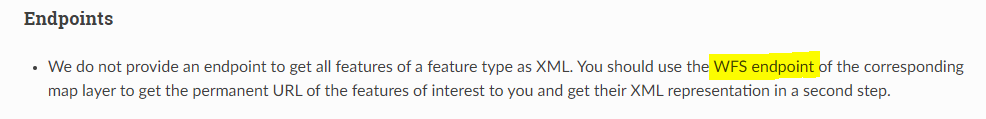 Endpoints
• We do not provide an endpoint to get all features of a feature type as XML. You should use the WFS endpoint of the corresponding
map layer to get the permanent URL of the features of interest to you and get their XML representation in a second step.